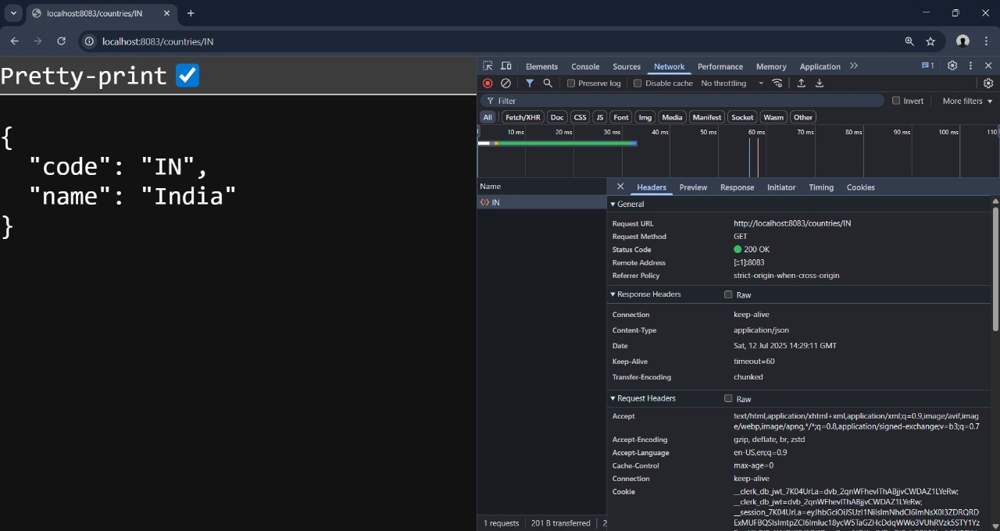 localhost:8083/countries/IN
localhost:8083/countries/IN
Pretty-print
{
"code": "IN",
"name": "India"
}
Elements Console Sources Network Performance Memory Application 1
Preserve log Disable cache No throttling
Filter Invert More filters
All Fetch/XHR Doc CSS JS Font Img Media Manifest Socket Wasm Other
10 ms 20 ms 30 ms 40 ms 50 ms 60 ms 70 ms 80 ms 90 ms 100 ms 110
Name Headers Preview Response Initiator Timing Cookies
IN
General
Request URL http://localhost:8083/countries/IN
Request Method GET
Status Code 200 OK
Remote Address [::1]:8083
Referrer Policy strict-origin-when-cross-origin
Response Headers Raw
Connection keep-alive
Content-Type application/json
Date Sat, 12 Jul 2025 14:29:11 GMT
Keep-Alive timeout=60
Transfer-Encoding chunked
Request Headers Raw
Accept text/html,application/xhtml+xml,application/xml;q=0.9,image/avif,imag
e/webp,image/apng,*/*;q=0.8,application/signed-exchange;v=b3;q=0.7
Accept-Encoding gzip, deflate, br, zstd
Accept-Language en-US,en;q=0.9
Cache-Control max-age=0
Connection keep-alive
Cookie
1 requests 201 B transferred 2